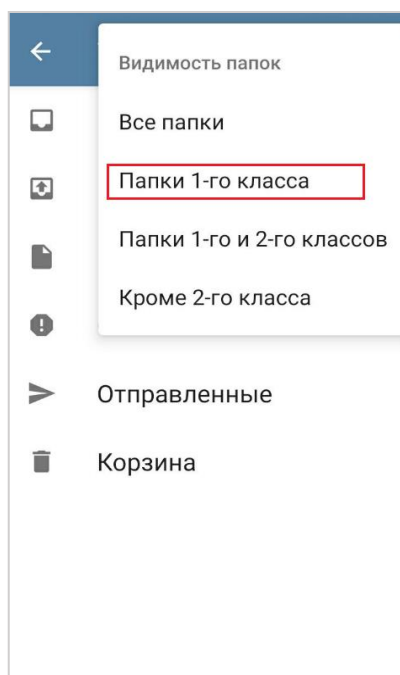 Видимость папок
Все папки
Папки 1-го класса
Папки 1-го и 2-го классов
Кроме 2-го класса
Отправленные
Корзина